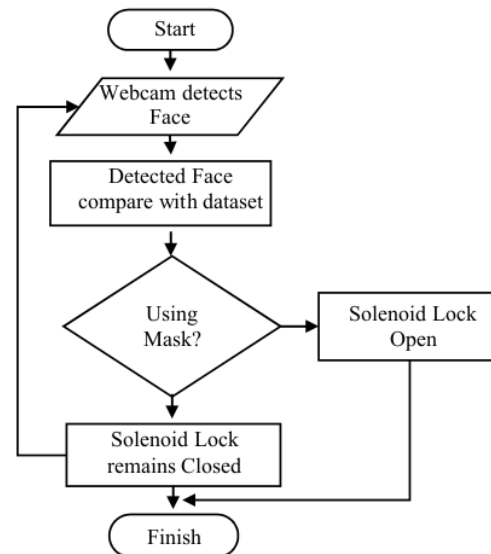 Start
Webcam detects
Face
Detected Face
compare with dataset
Using
Mask?
Solenoid Lock
Open
Solenoid Lock
remains Closed
Finish